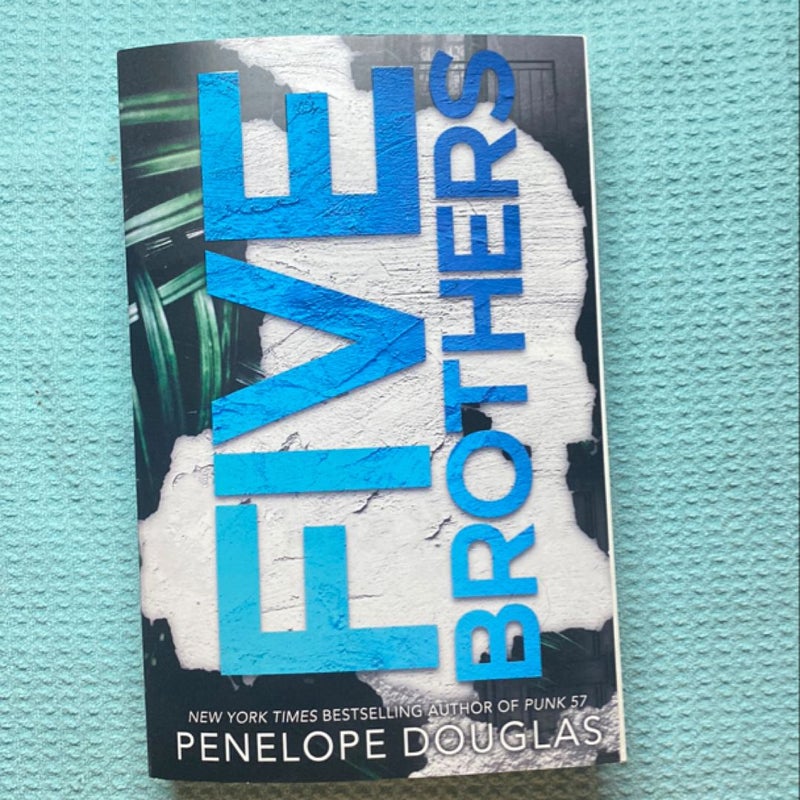 FIVE
BROTHERS
NEW YORK TIMES BESTSELLING AUTHOR OF PUNK 57
PENELOPE DOUGLAS